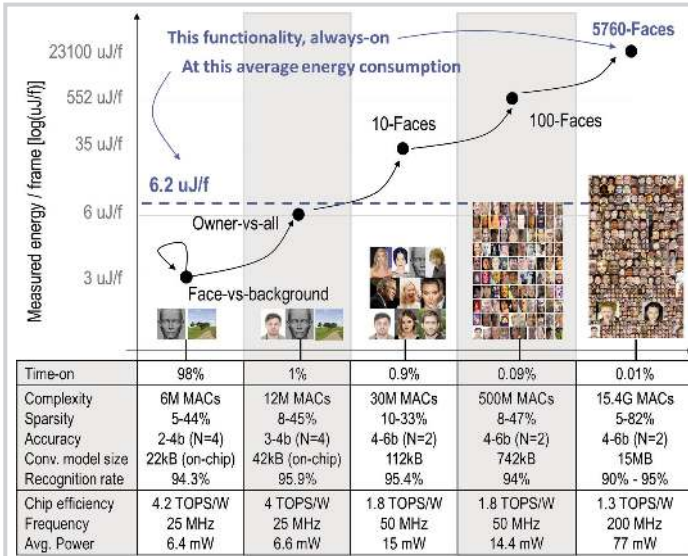 This functionality, always-on
5760-Faces
At this average energy consumption
Measured energy / frame [log(uJ/f)]
23100 uJ/f
552 uJ/f
35 uJ/f
6.2 uJ/f
6 uJ/f
3 uJ/f
10-Faces
100-Faces
Owner-vs-all
Face-vs-background
Time-on 98% 1% 0.9% 0.09% 0.01%
Complexity 6M MACs 12M MACs 30M MACs 500M MACs 15.4G MACs
Sparsity 5-44% 8-45% 10-33% 8-47% 5-82%
Accuracy 2-4b (N=4) 3-4b (N=4) 4-6b (N=2) 4-6b (N=2) 4-6b (N=2)
Conv. model size 22kB (on-chip) 42kB (on-chip) 112kB 742kB 15MB
Recognition rate 94.3% 95.9% 95.4% 94% 90% - 95%
Chip efficiency 4.2 TOPS/W 4 TOPS/W 1.8 TOPS/W 1.8 TOPS/W 1.3 TOPS/W
Frequency 25 MHz 25 MHz 50 MHz 50 MHz 200 MHz
Avg. Power 6.4 mW 6.6 mW 15 mW 14.4 mW 77 mW